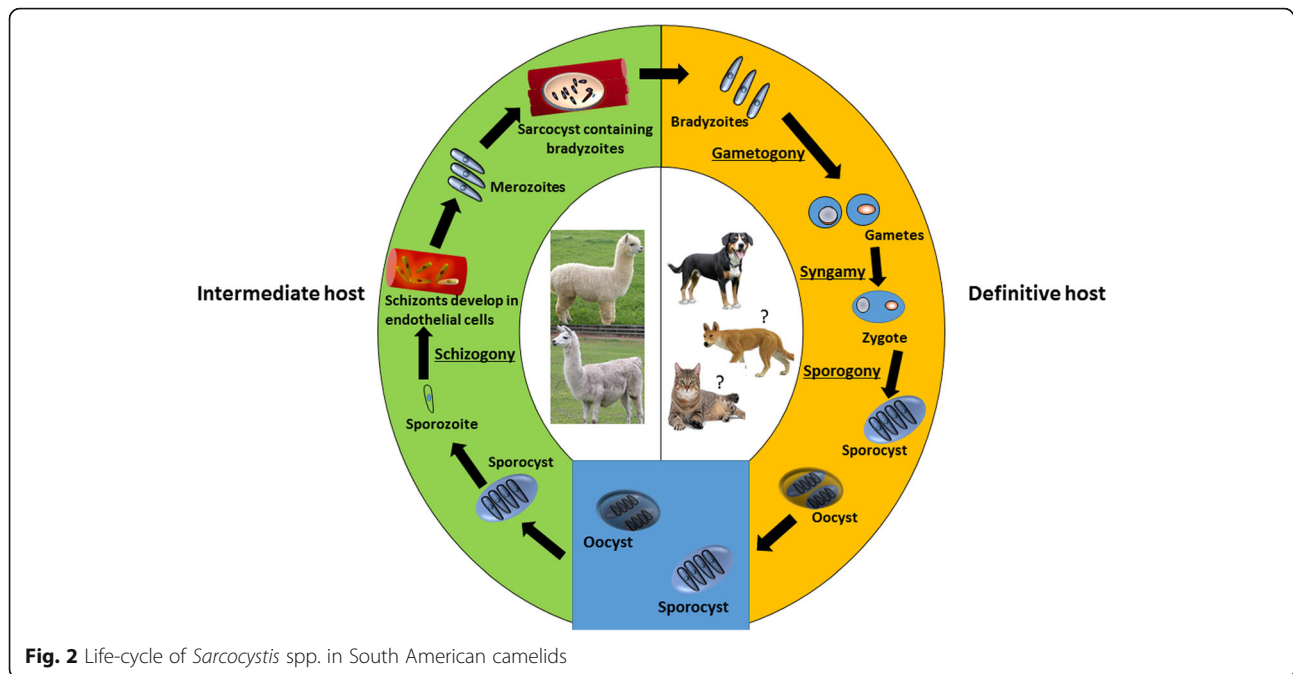 Sarcocyst containing
bradyzoites
Bradyzoites
Gametogony
Merozoites
Gametes
Syngamy
Intermediate host
Definitive host
Schizonts develop in
endothelial cells
Schizogony
?
Zygote
Sporogony
?
Sporozoite
Sporocyst
Sporocyst
Oocyst
Oocyst
Sporocyst
Fig. 2 Life-cycle of Sarcocystis spp. in South American camelids